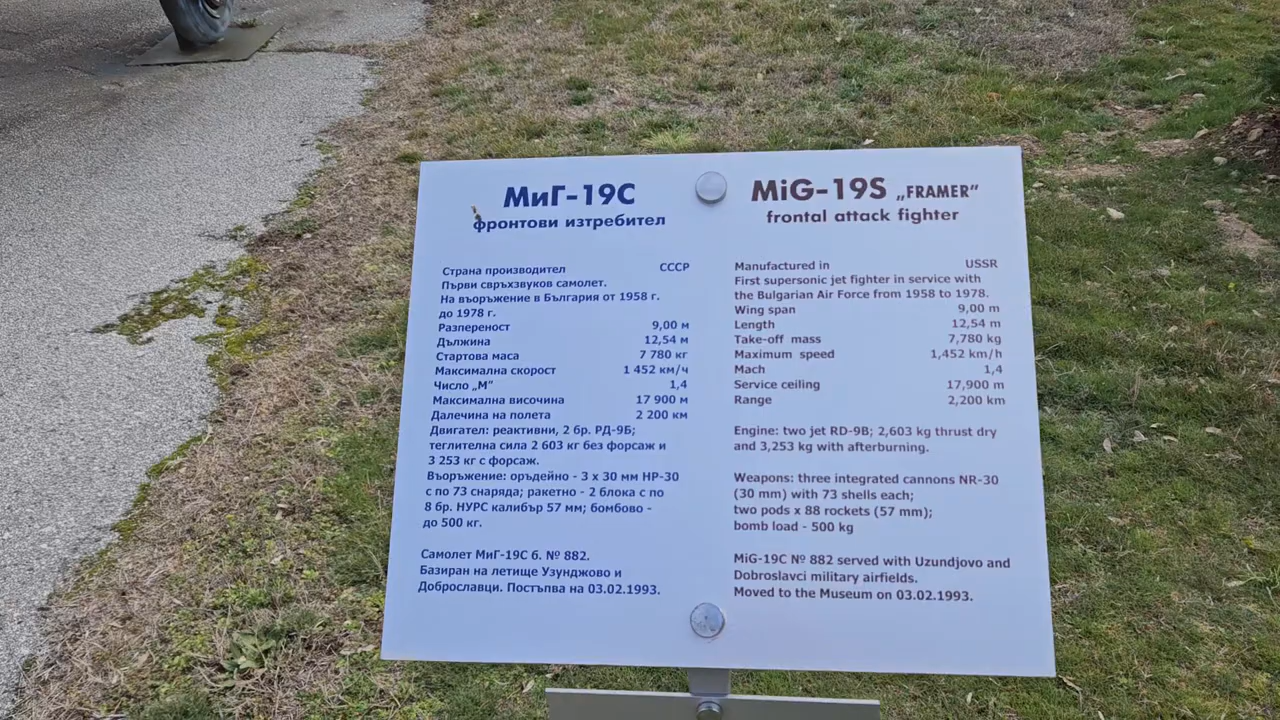 МиГ-19С
фронтови изтребител
Страна производител СССР
Първи свръхзвуков самолет.
На въоръжение в България от 1958 г.
до 1978 г.
Разпереност 9,00 м
Дължина 12,54 м
Стартова маса 7 780 кг
Максимална скорост 1 452 км/ч
Число „М" 1,4
Максимална височина 17 900 м
Далечина на полета 2 200 км
Двигател: реактивни, 2 бр. РД-9Б;
теглителна сила 2 603 кг без форсаж и
3 253 кг с форсаж.
Въоръжение: оръдейно - 3 x 30 мм НР-30
с по 73 снаряда; ракетно - 2 блока с по
8 бр. НУРС калибър 57 мм; бомбово -
до 500 кг.
Самолет МиГ-19С б. № 882.
Базиран на летище Узунджово и
Доброславци. Постъпва на 03.02.1993.
MiG-19S „FRAMER"
frontal attack fighter
Manufactured in USSR
First supersonic jet fighter in service with
the Bulgarian Air Force from 1958 to 1978.
Wing span 9,00 m
Length 12,54 m
Take-off mass 7,780 kg
Maximum speed 1,452 km/h
Mach 1,4
Service ceiling 17,900 m
Range 2,200 km
Engine: two jet RD-9B; 2,603 kg thrust dry
and 3,253 kg with afterburning.
Weapons: three integrated cannons NR-30
(30 mm) with 73 shells each;
two pods x 88 rockets (57 mm);
bomb load - 500 kg
MiG-19C № 882 served with Uzundjovo and
Dobroslavci military airfields.
Moved to the Museum on 03.02.1993.